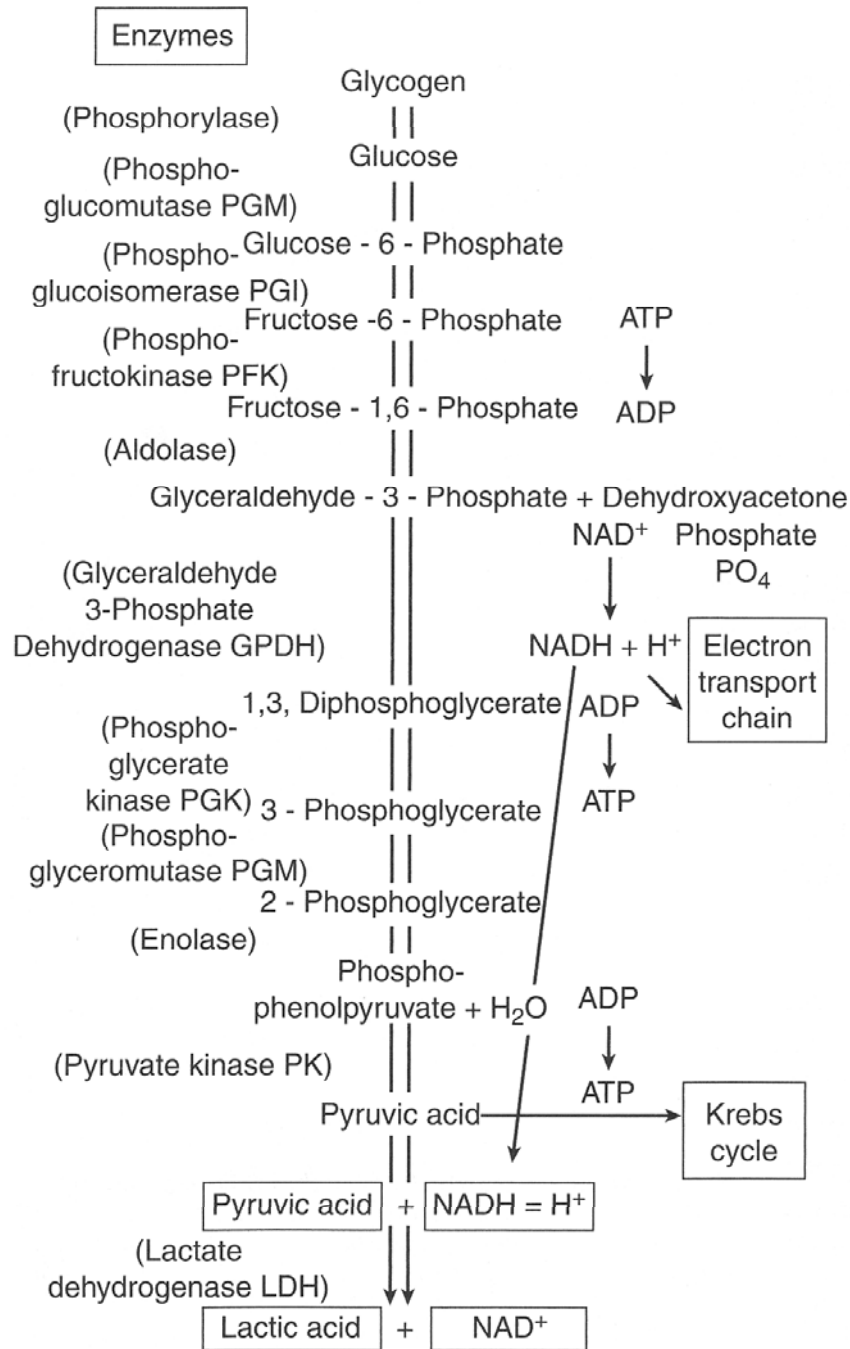 Enzymes
Glycogen
(Phosphorylase)
Glucose
(Phospho-
glucomutase PGM)
Glucose - 6 - Phosphate
(Phospho-
glucoisomerase PGI)
Fructose -6 - Phosphate
ATP
(Phospho-
fructokinase PFK)
Fructose - 1,6 - Phosphate
ADP
(Aldolase)
Glyceraldehyde - 3 - Phosphate + Dehydroxyacetone
NAD+ Phosphate
PO4
(Glyceraldehyde
3-Phosphate
Dehydrogenase GPDH)
NADH + H+
Electron
transport
chain
1,3, Diphosphoglycerate
ADP
(Phospho-
glycerate
kinase PGK)
3 - Phosphoglycerate
ATP
(Phospho-
glyceromutase PGM)
2 - Phosphoglycerate
(Enolase)
Phospho-
phenolpyruvate + H2O
ADP
(Pyruvate kinase PK)
ATP
Pyruvic acid
Krebs
cycle
Pyruvic acid + NADH = H+
(Lactate
dehydrogenase LDH)
Lactic acid + NAD+